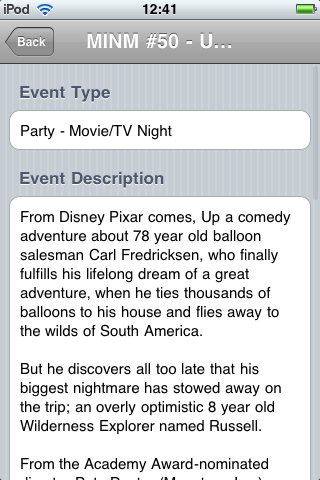 iPod 12:41
Back MINM #50 - U...
Event Type
Party - Movie/TV Night
Event Description
From Disney Pixar comes, Up a comedy
adventure about 78 year old balloon
salesman Carl Fredricksen, who finally
fulfills his lifelong dream of a great
adventure, when he ties thousands of
balloons to his house and flies away to
the wilds of South America.
But he discovers all too late that his
biggest nightmare has stowed away on
the trip; an overly optimistic 8 year old
Wilderness Explorer named Russell.
From the Academy Award-nominated